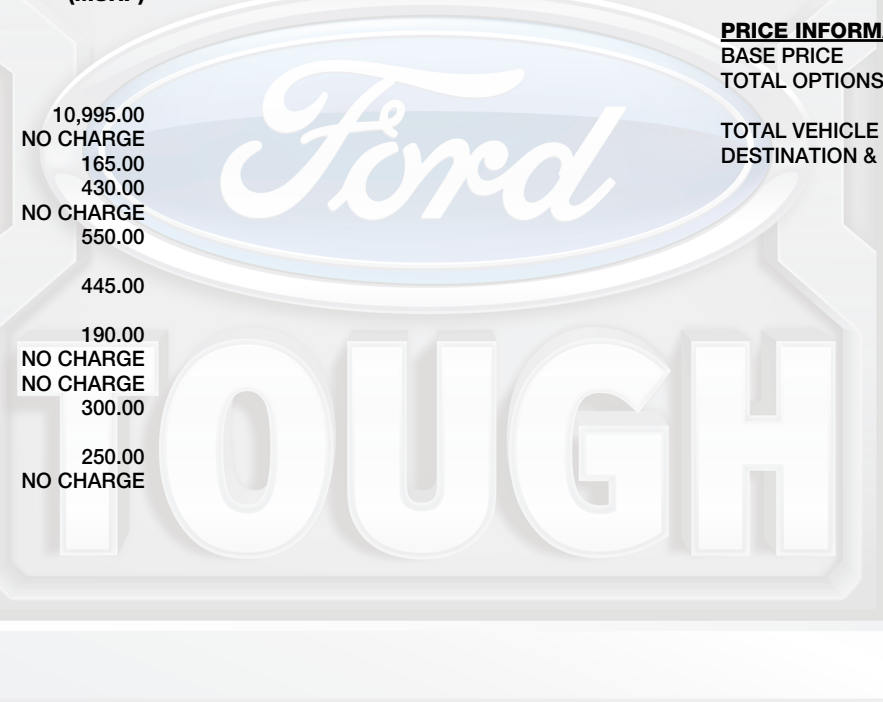 (MSRP)
10,995.00
NO CHARGE
165.00
430.00
NO CHARGE
550.00
445.00
190.00
NO CHARGE
NO CHARGE
300.00
250.00
NO CHARGE
PRICE INFORM
BASE PRICE
TOTAL OPTIONS
TOTAL VEHICLE
DESTINATION &
Ford
TOUGH